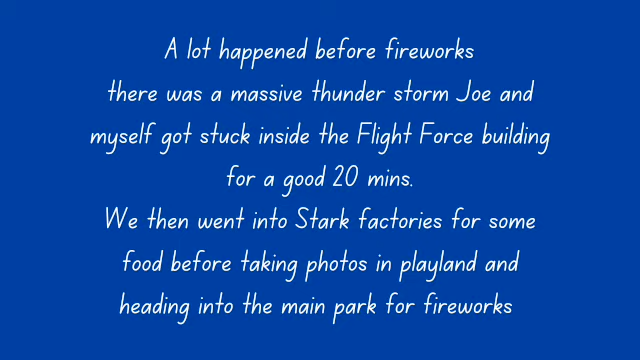 A lot happened before fireworks
there was a massive thunder storm Joe and
myself got stuck inside the Flight Force building
for a good 20 mins.
We then went into Stark factories for some
food before taking photos in playland and
heading into the main park for fireworks